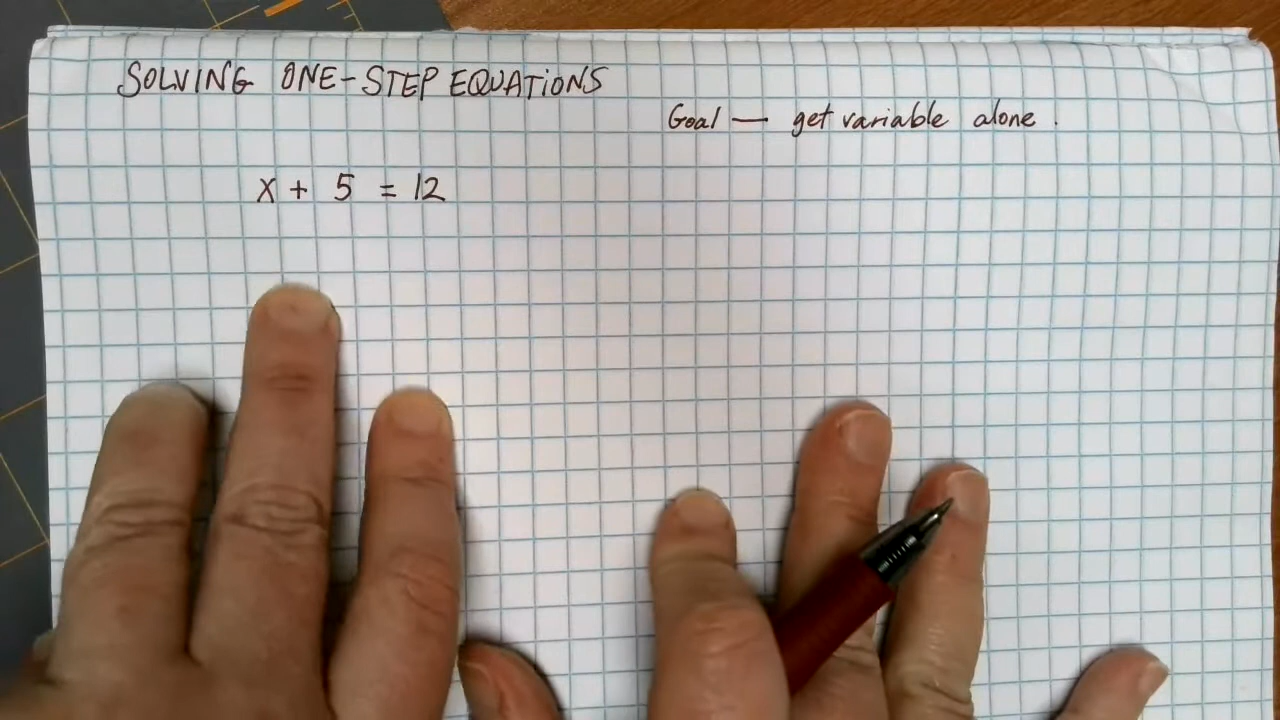 SOLVING ONE-STEP EQUATIONS
Goal — get variable alone.
x + 5 = 12